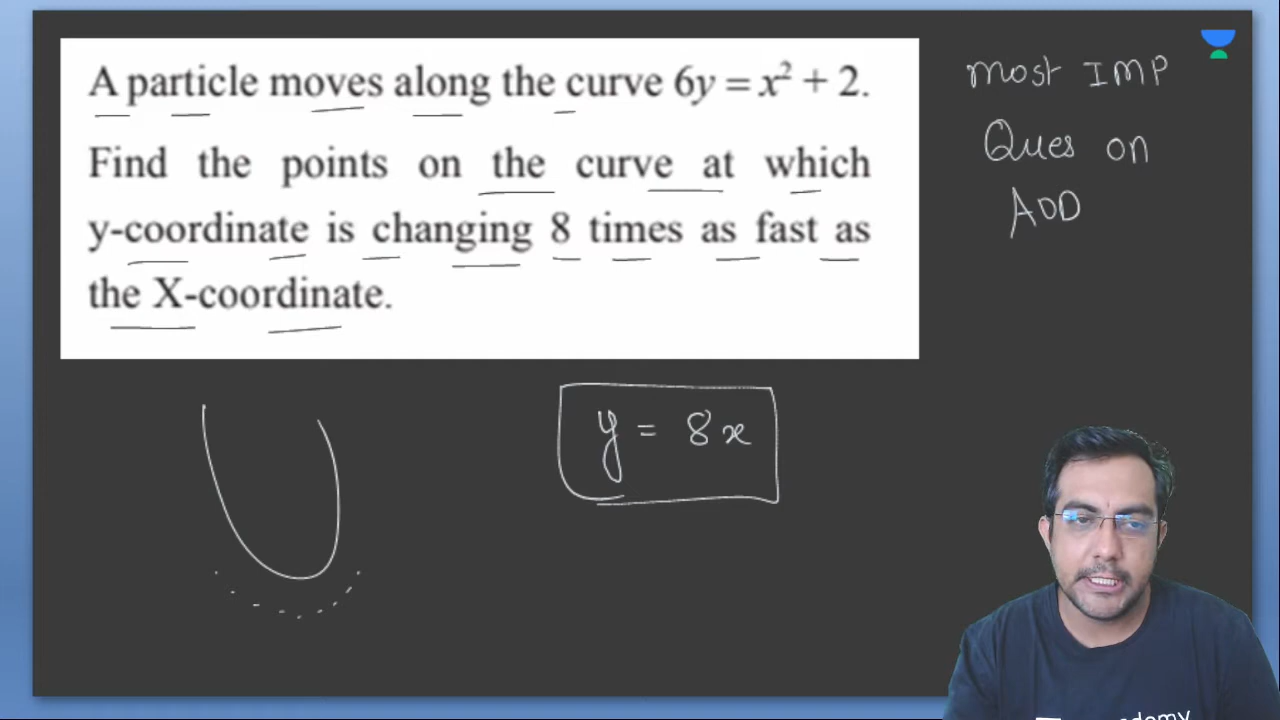 A particle moves along the curve 6y = x² + 2.
Find the points on the curve at which
y-coordinate is changing 8 times as fast as
the X-coordinate.
most IMP
Ques on
AOD
y = 8x